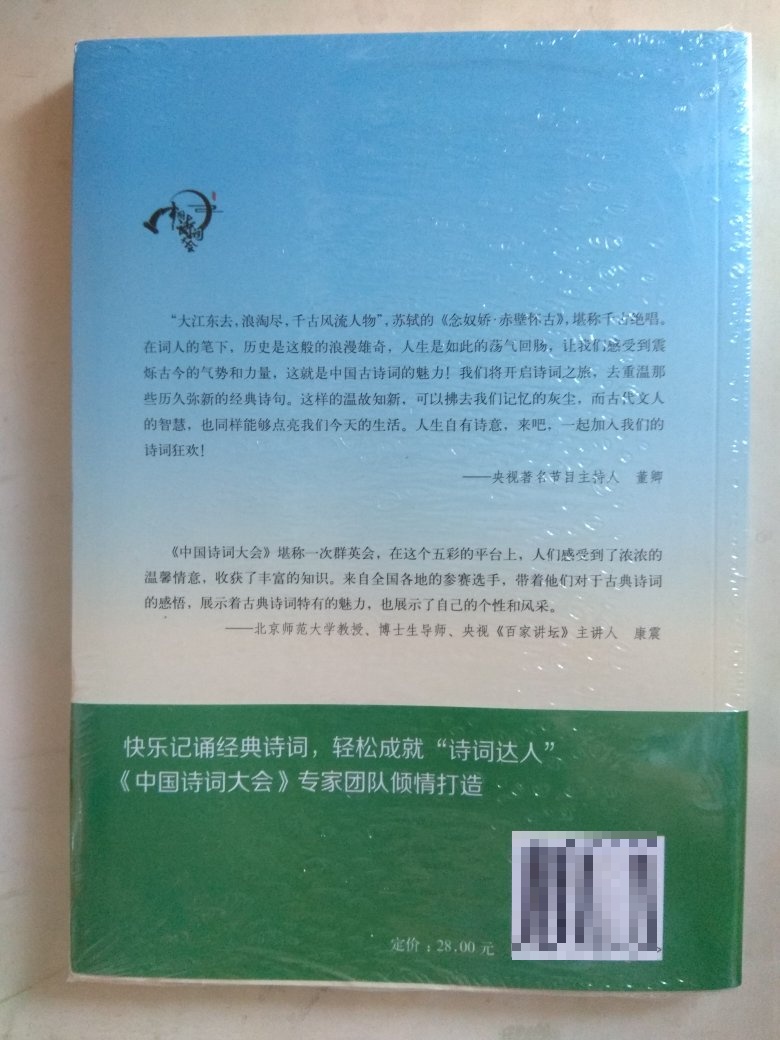 中国诗词大会
“大江东去，浪淘尽，千古风流人物”，苏轼的《念奴娇·赤壁怀古》，堪称千古绝唱。
在词人的笔下，历史是这般的浪漫雄奇，人生是如此的荡气回肠，让我们感受到震
烁古今的气势和力量，这就是中国古诗词的魅力！我们将开启诗词之旅，去重温那
些历久弥新的经典诗句。这样的温故知新，可以拂去我们记忆的灰尘，而古代文人
的智慧，也同样能够点亮我们今天的生活。人生自有诗意，来吧，一起加入我们的
诗词狂欢！
——央视著名节目主持人　董卿
《中国诗词大会》堪称一次群英会，在这个五彩的平台上，人们感受到了浓浓的
温馨情意，收获了丰富的知识。来自全国各地的参赛选手，带着他们对于古典诗词
的感悟，展示着古典诗词特有的魅力，也展示了自己的个性和风采。
——北京师范大学教授、博士生导师、央视《百家讲坛》主讲人　康震
快乐记诵经典诗词，轻松成就“诗词达人”
《中国诗词大会》专家团队倾情打造
定价：28.00元